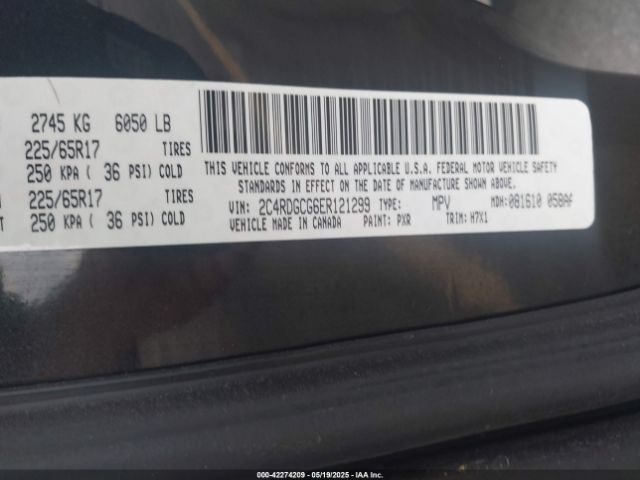 2745 KG 6050 LB
225/65R17 TIRES
250 KPA ( 36 PSI) COLD
225/65R17 TIRES
250 KPA ( 36 PSI) COLD
THIS VEHICLE CONFORMS TO ALL APPLICABLE U.S.A. FEDERAL MOTOR VEHICLE SAFETY
STANDARDS IN EFFECT ON THE DATE OF MANUFACTURE SHOWN ABOVE.
VIN: 2C4RDGCG6ER121299 TYPE: MPV MDH: 081610 058AF
VEHICLE MADE IN CANADA PAINT: PXR TRIM: H7X1
000-42274209 - 05/19/2025 - IAA Inc.